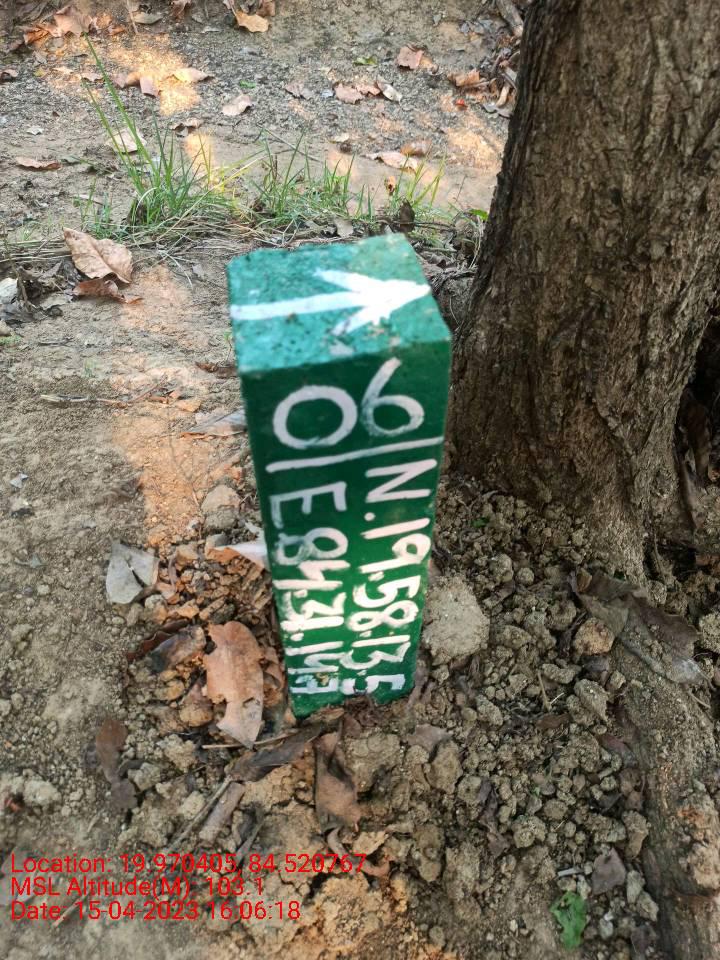 06
N.19.58.13.5
E 84.31.14.7
Location: 19.970405, 84.520767
MSL Altitude(M): 103.1
Date: 15-04-2023 16:06:18